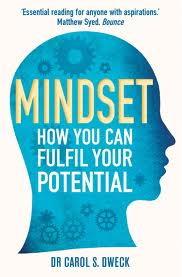 'Essential reading for anyone with aspirations.'
Matthew Syed, Bounce
MINDSET
HOW YOU CAN
FULFIL YOUR
POTENTIAL
DR CAROL S. DWECK